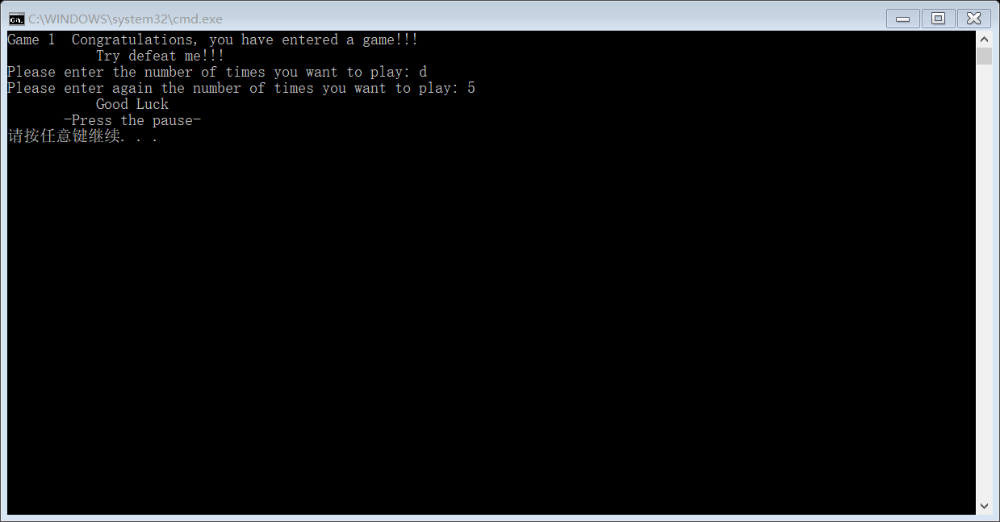 C:\WINDOWS\system32\cmd.exe
Game 1  Congratulations, you have entered a game!!!
Try defeat me!!!
Please enter the number of times you want to play: d
Please enter again the number of times you want to play: 5
Good Luck
-Press the pause-
请按任意键继续. . .